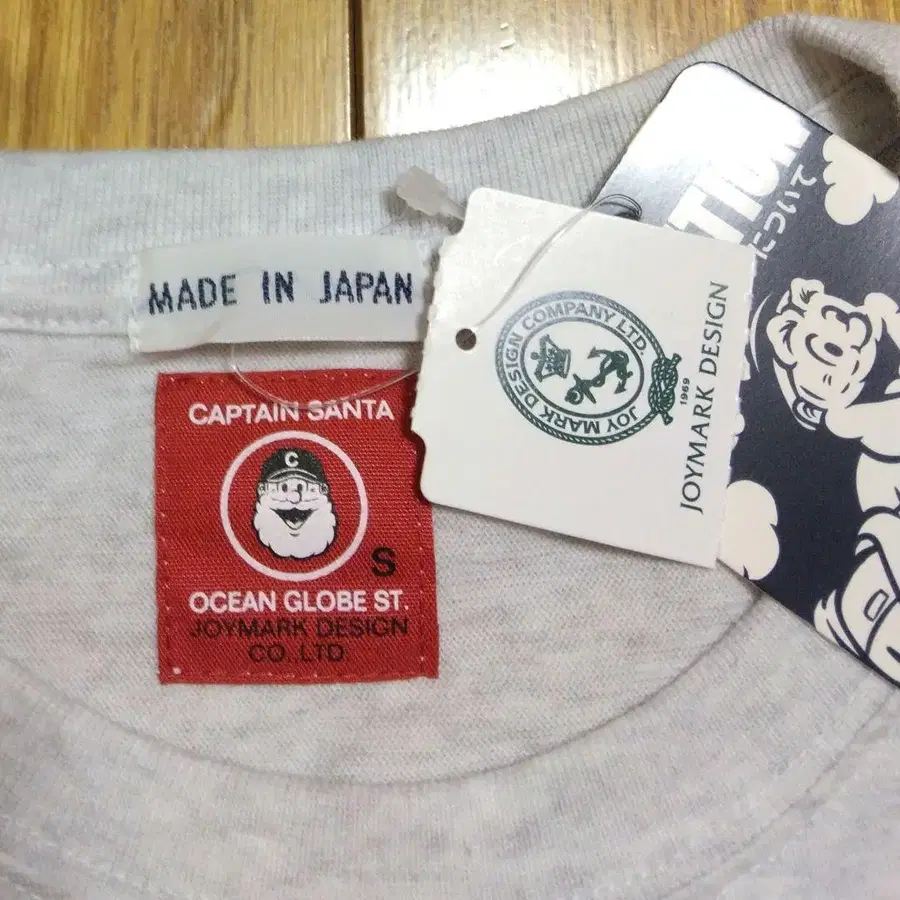 MADE IN JAPAN
CAPTAIN SANTA
C
S
OCEAN GLOBE ST.
JOYMARK DESIGN
CO.,LTD
JOY MARK DESIGN COMPANY LTD.
1969
JOYMARK DESIGN
について